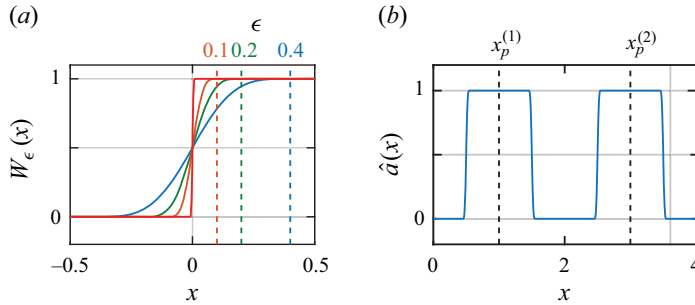 (a)
ϵ
0.1 0.2 0.4
1
0
W_ϵ(x)
−0.5 0 0.5
x
(b)
x_p^{(1)} x_p^{(2)}
1
0
â(x)
0 2 4
x